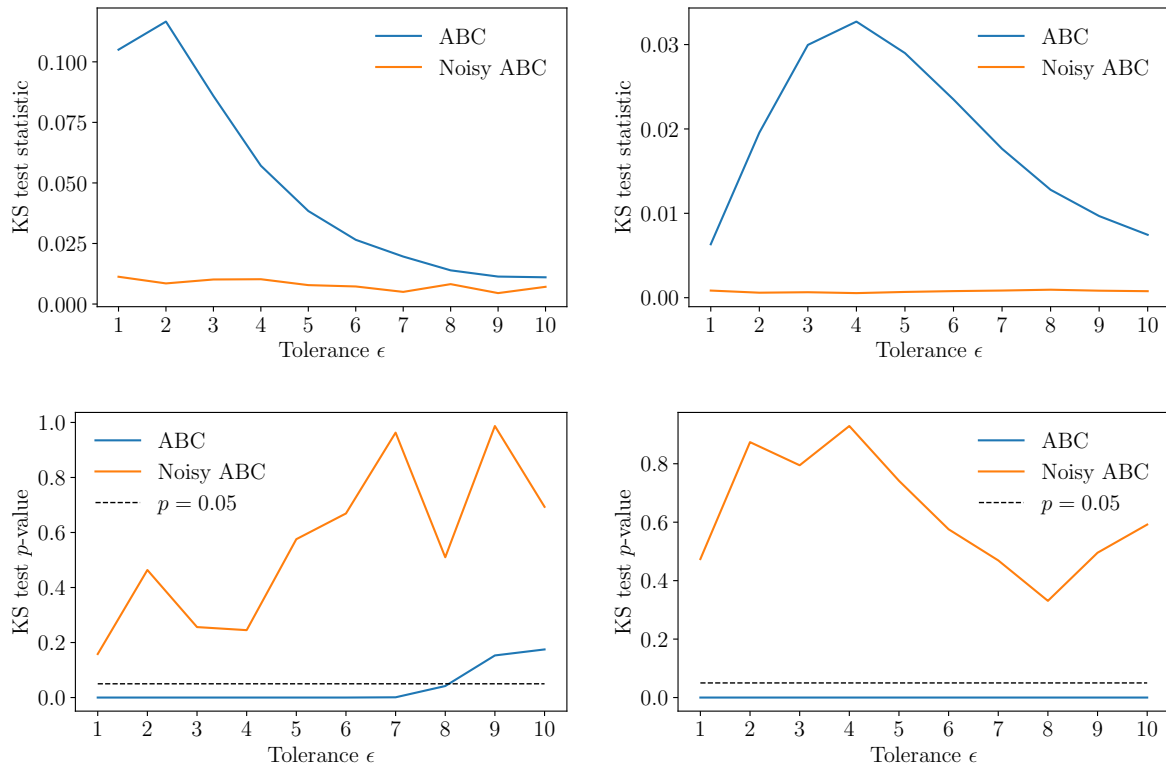 KS test statistic
0.100
0.075
0.050
0.025
0.000
ABC
Noisy ABC
1 2 3 4 5 6 7 8 9 10
Tolerance ϵ
KS test statistic
0.03
0.02
0.01
0.00
ABC
Noisy ABC
1 2 3 4 5 6 7 8 9 10
Tolerance ϵ
KS test p-value
1.0
0.8
0.6
0.4
0.2
0.0
ABC
Noisy ABC
p = 0.05
1 2 3 4 5 6 7 8 9 10
Tolerance ϵ
KS test p-value
0.8
0.6
0.4
0.2
0.0
ABC
Noisy ABC
p = 0.05
1 2 3 4 5 6 7 8 9 10
Tolerance ϵ